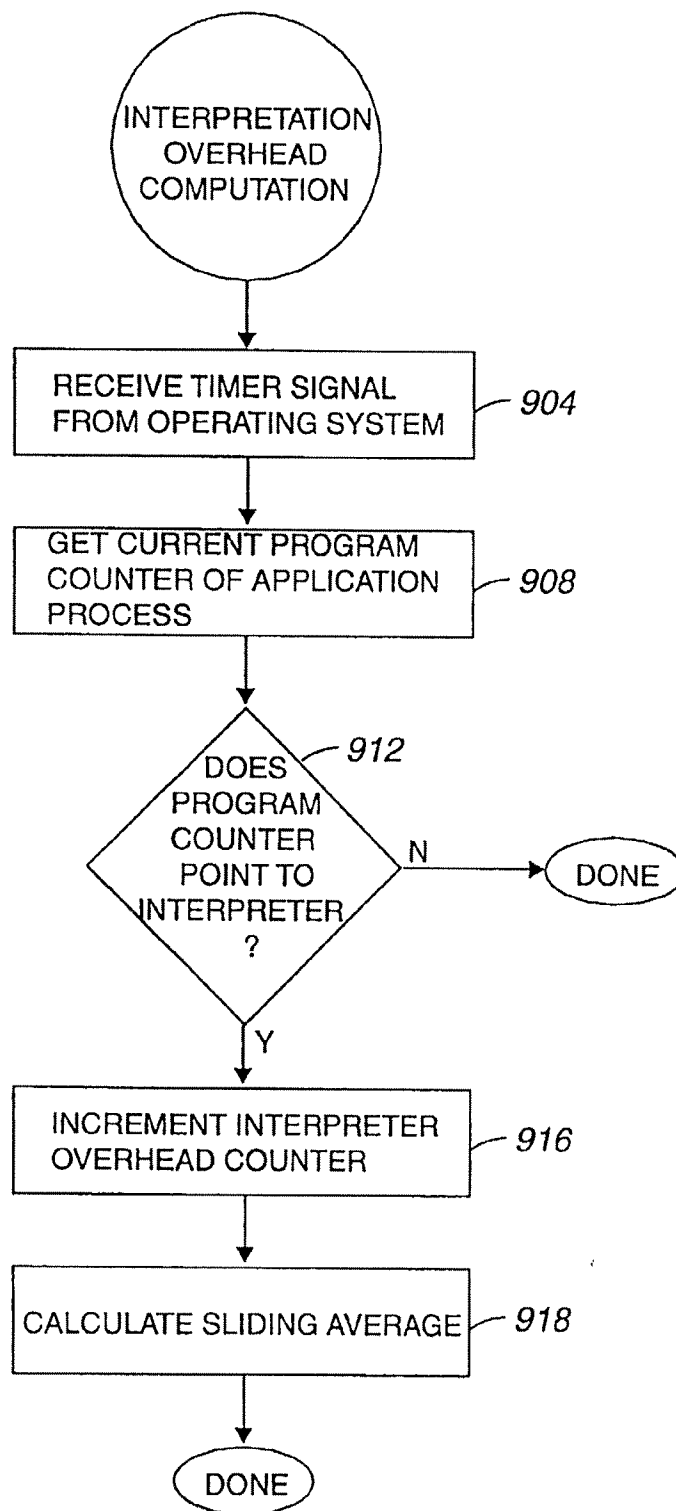 INTERPRETATION
OVERHEAD
COMPUTATION
RECEIVE TIMER SIGNAL
FROM OPERATING SYSTEM
904
GET CURRENT PROGRAM
COUNTER OF APPLICATION
PROCESS
908
912
DOES
PROGRAM
COUNTER
POINT TO
INTERPRETER
?
N
DONE
Y
INCREMENT INTERPRETER
OVERHEAD COUNTER
916
CALCULATE SLIDING AVERAGE
918
DONE